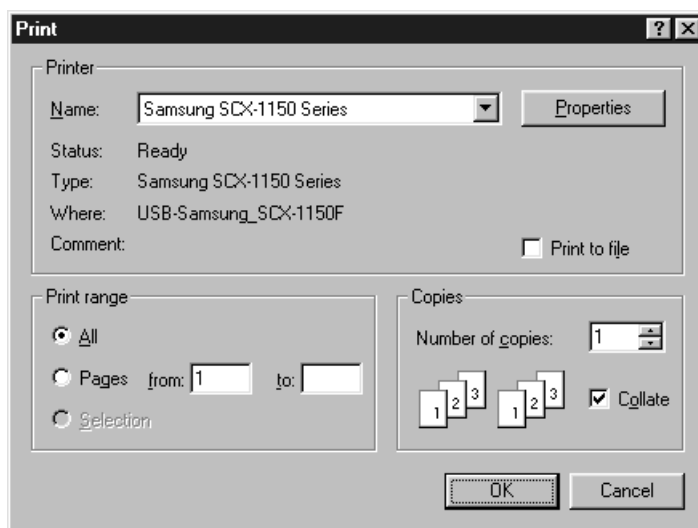 Print
Printer
Name: Samsung SCX-1150 Series Properties
Status: Ready
Type: Samsung SCX-1150 Series
Where: USB-Samsung_SCX-1150F
Comment: Print to file
Print range
All
Pages from: 1 to:
Selection
Copies
Number of copies: 1
1 2 3 1 2 3 Collate
OK Cancel